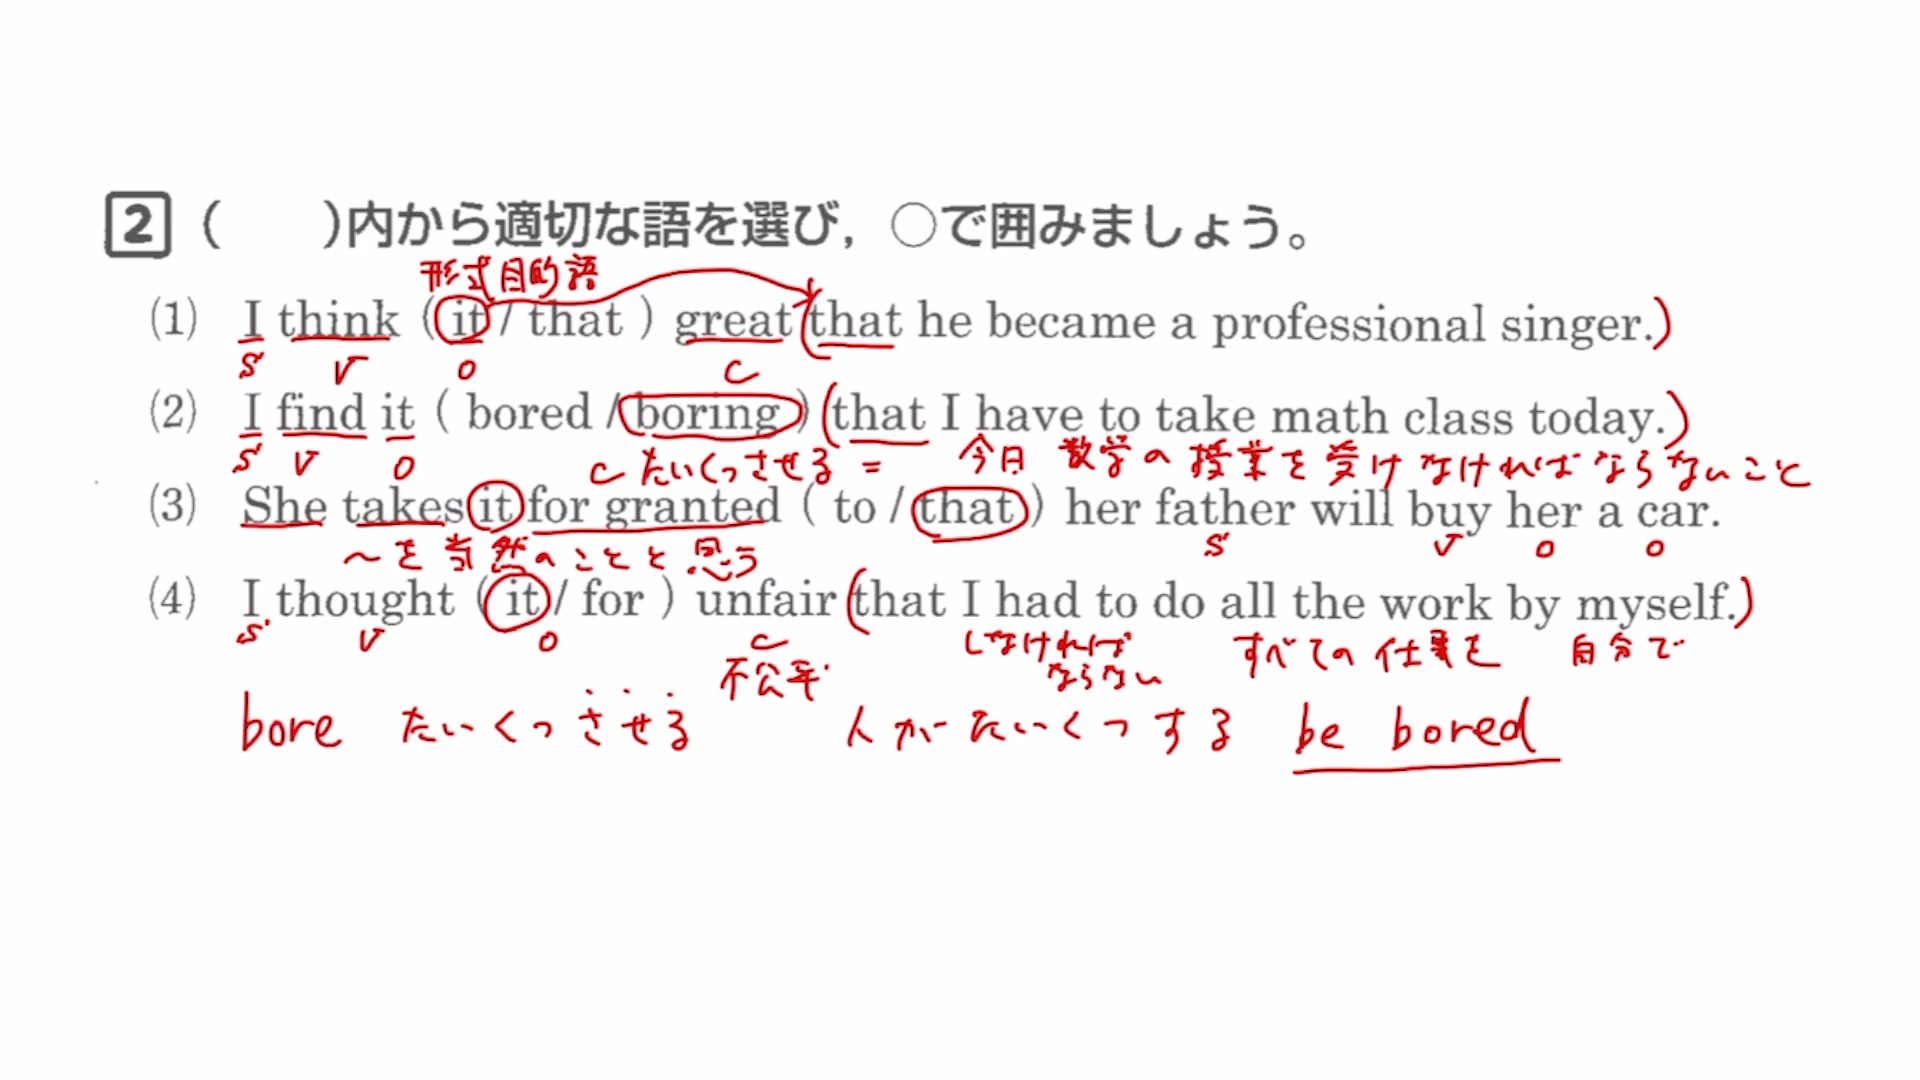 2 (　　)内から適切な語を選び，○で囲みましょう。
形式目的語
(1) I think ( it / that ) great (that he became a professional singer.)
S V O C
(2) I find it ( bored / boring ) (that I have to take math class today.)
S V O C たいくつさせる = 今日 数学の授業を受けなければならないこと
(3) She takes it for granted ( to / that ) her father will buy her a car.
～を当然のことと思う S V O O
(4) I thought ( it / for ) unfair (that I had to do all the work by myself.)
S V O C しなければ すべての仕事を 自分で
不公平 ならない
bore たいくつさせる 人がたいくつする be bored